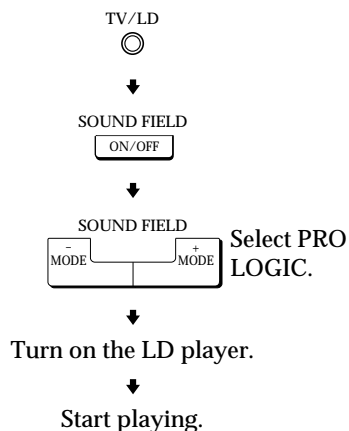 TV/LD
SOUND FIELD
ON/OFF
SOUND FIELD
– MODE
+ MODE
Select PRO
LOGIC.
Turn on the LD player.
Start playing.